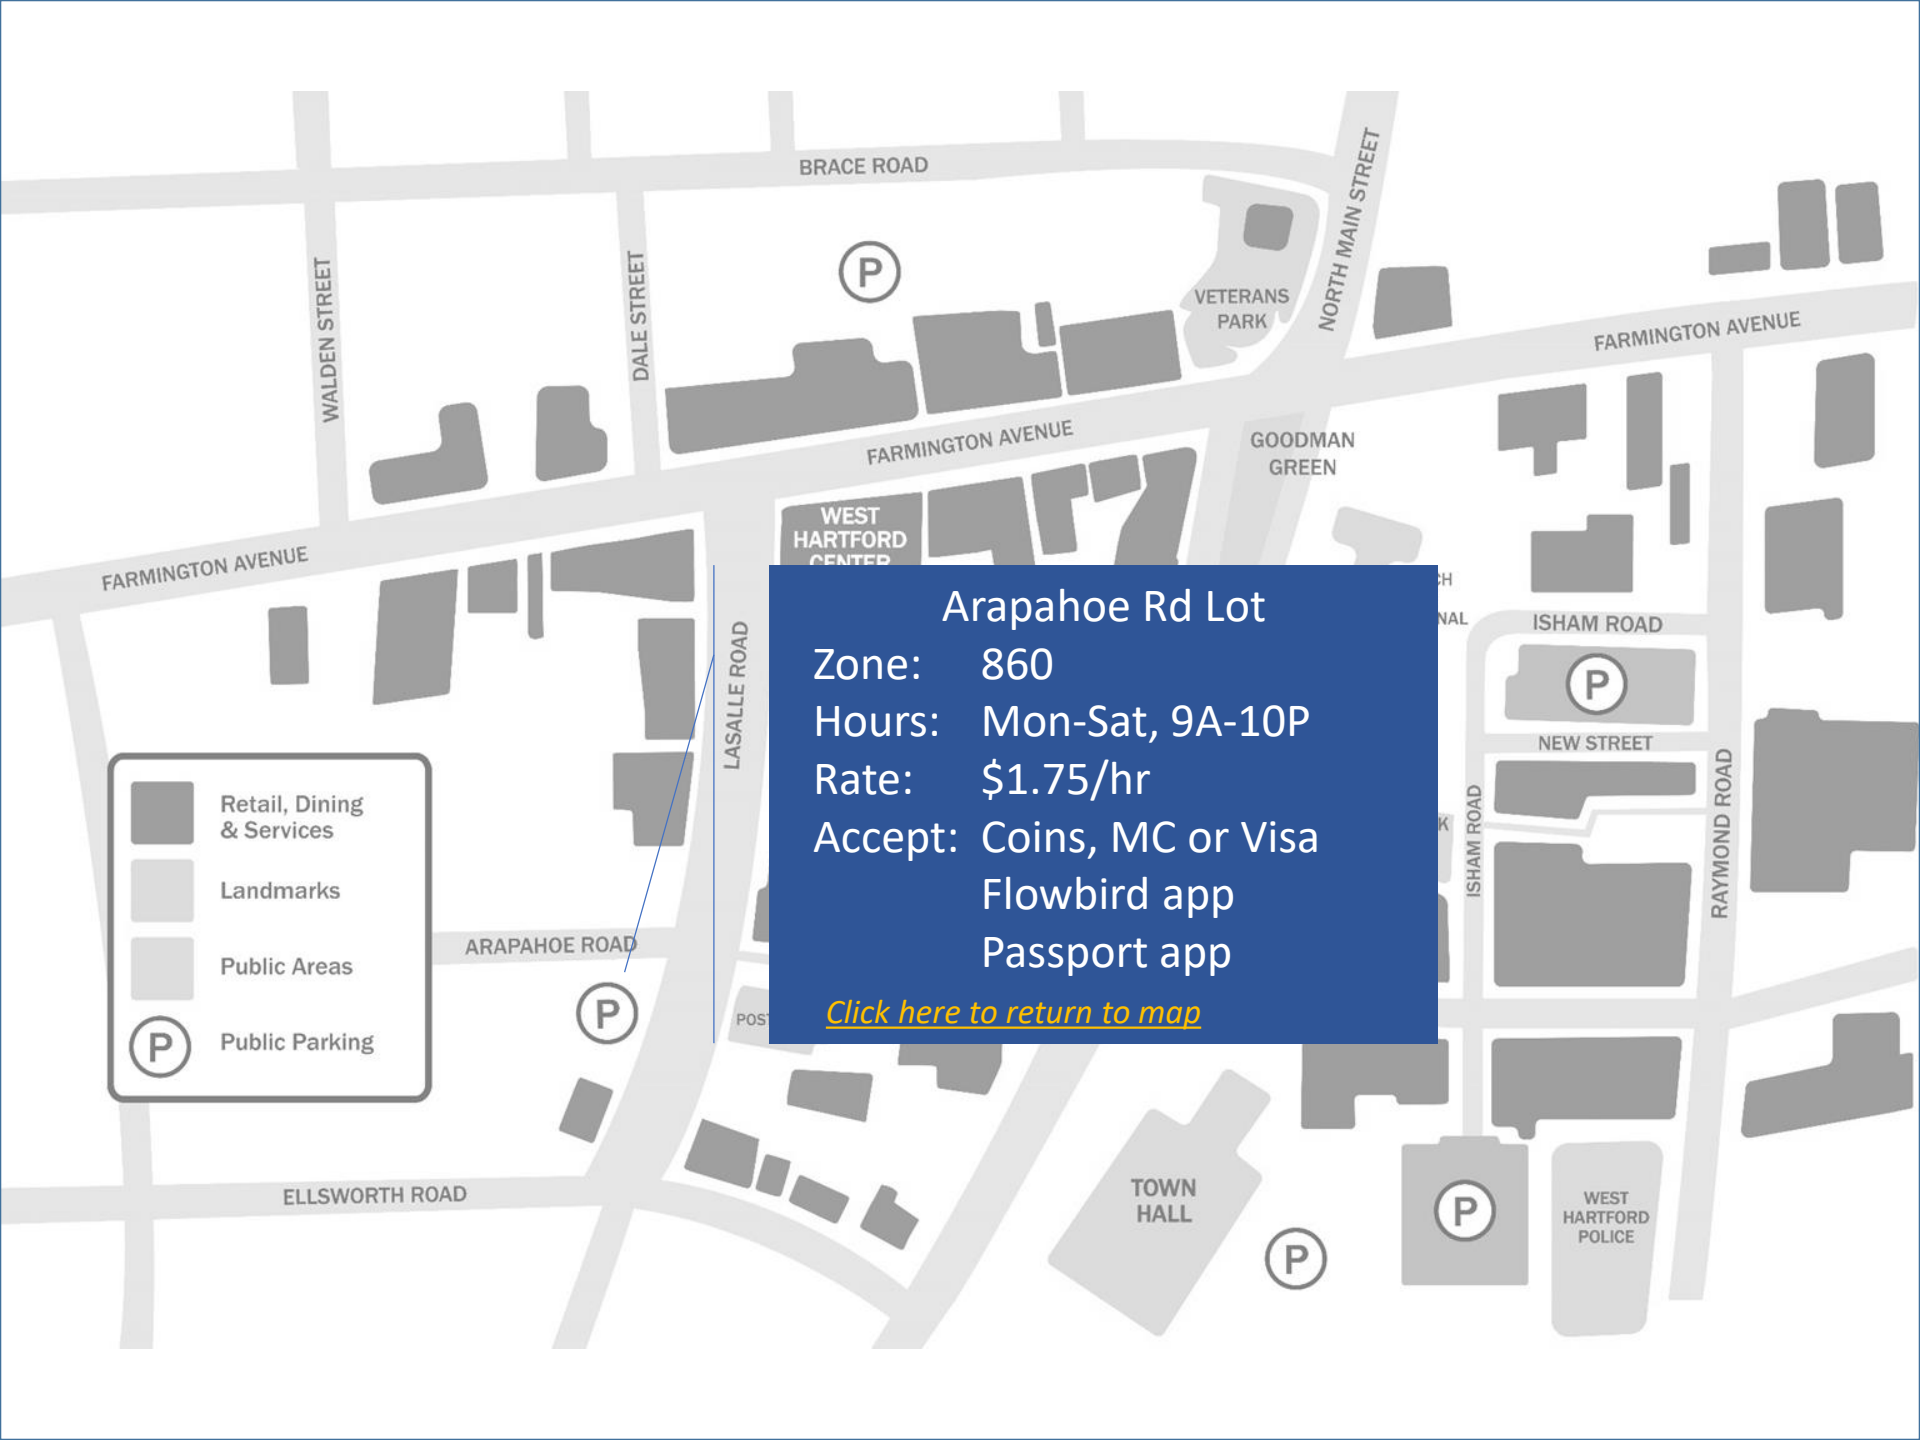 BRACE ROAD
NORTH MAIN STREET
WALDEN STREET
DALE STREET
P
VETERANS
PARK
FARMINGTON AVENUE
FARMINGTON AVENUE
GOODMAN
GREEN
WEST
HARTFORD
CENTER
FARMINGTON AVENUE
Arapahoe Rd Lot
Zone: 860
Hours: Mon-Sat, 9A-10P
Rate: $1.75/hr
Accept: Coins, MC or Visa
Flowbird app
Passport app
Click here to return to map
CH
NAL
ISHAM ROAD
P
NEW STREET
LASALLE ROAD
ISHAM ROAD
RAYMOND ROAD
K
Retail, Dining
& Services
Landmarks
Public Areas
P Public Parking
ARAPAHOE ROAD
P
POST
ELLSWORTH ROAD
TOWN
HALL
P
P
WEST
HARTFORD
POLICE